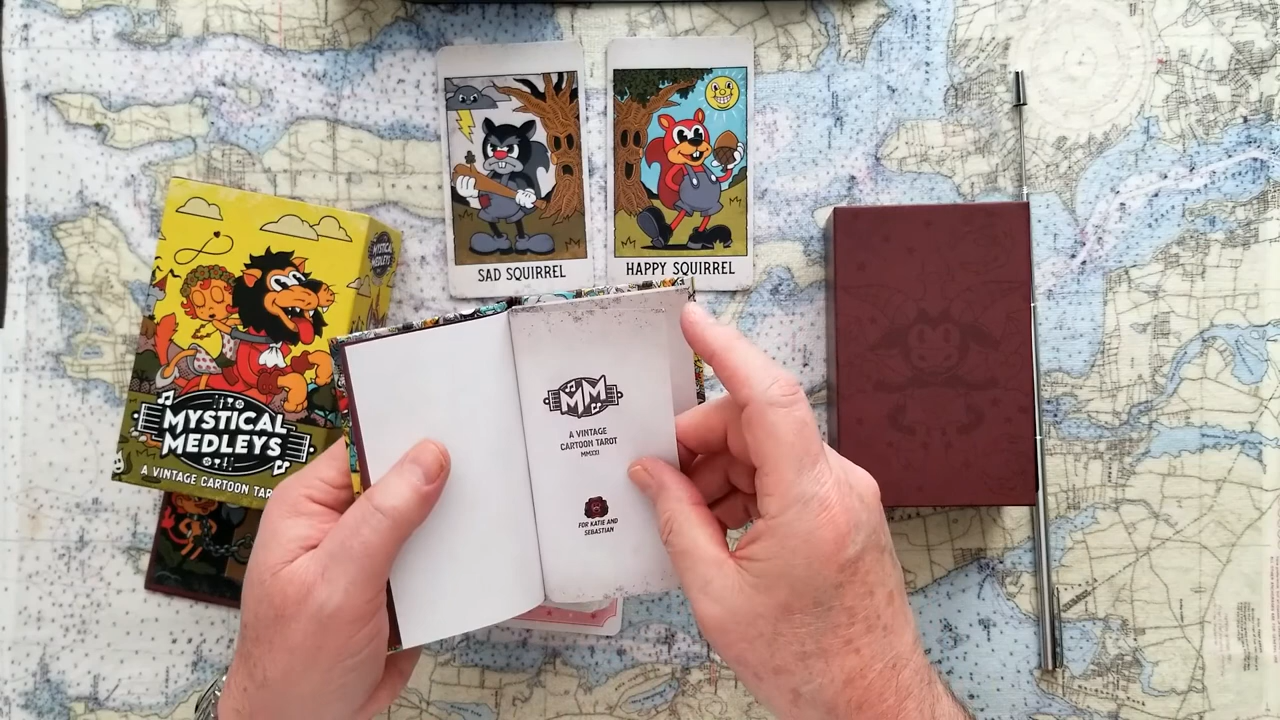 SAD SQUIRREL
HAPPY SQUIRREL
MYSTICAL
MEDLEYS
MYSTICAL
MEDLEYS
A VINTAGE CARTOON TAR
MM
A VINTAGE
CARTOON TAROT
MMXXI
FOR KATIE AND
SEBASTIAN